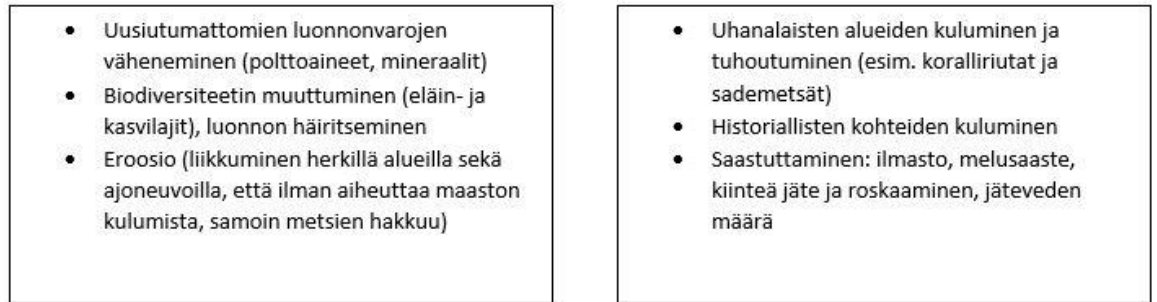 • Uusiutumattomien luonnonvarojen
väheneminen (polttoaineet, mineraalit)
• Biodiversiteetin muuttuminen (eläin- ja
kasvilajit), luonnon häiritseminen
• Eroosio (liikkuminen herkillä alueilla sekä
ajoneuvoilla, että ilman aiheuttaa maaston
kulumista, samoin metsien hakkuu)
• Uhanalaisten alueiden kuluminen ja
tuhoutuminen (esim. koralliriutat ja
sademetsät)
• Historiallisten kohteiden kuluminen
• Saastuttaminen: ilmasto, melusaaste,
kiinteä jäte ja roskaaminen, jäteveden
määrä